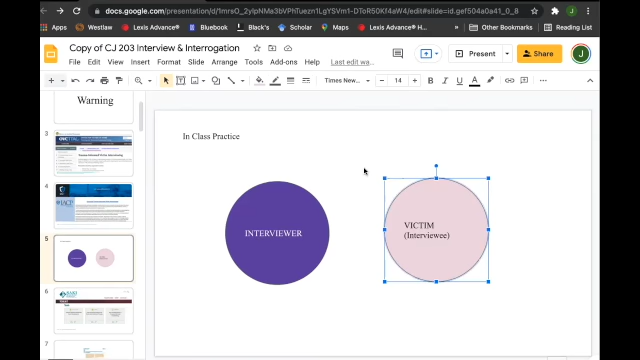 docs.google.com/presentation/d/1mrsO_2ylpNMa3bVPhTuezn1LgYSVm1-DToR50Kf4aW4/edit#slide=id.gef504a0a41_0_8
Bluebook Westlaw Lexis Advance® | H... Black's Scholar Maps Lexis Advance® H Other Bookmarks Reading List
Copy of CJ 203 Interview & Interrogation
File Edit View Insert Format Slide Arrange Tools Add-ons Help Last edit wa...
Present Share J
Times New... 14 B I U A
Warning
3
4
IACP
5
6
7
In Class Practice
INTERVIEWER
VICTIM
(Interviewee)